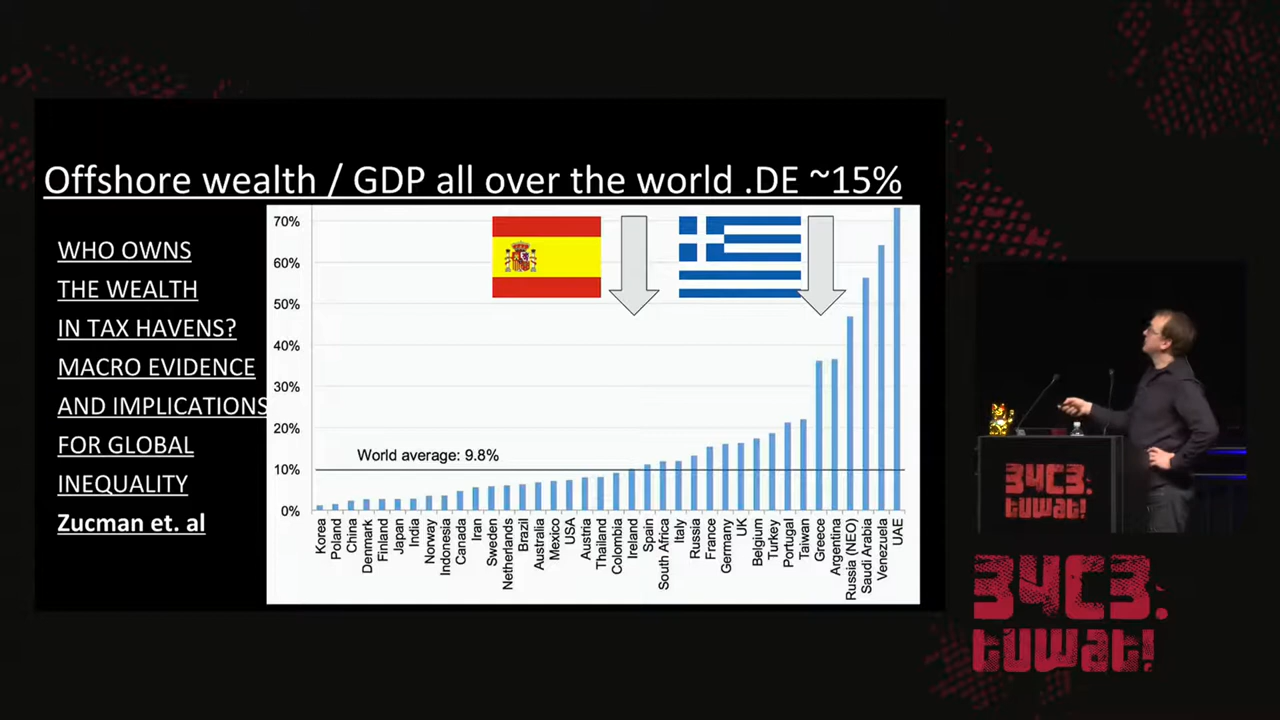 Offshore wealth / GDP all over the world .DE ~15%
WHO OWNS
THE WEALTH
IN TAX HAVENS?
MACRO EVIDENCE
AND IMPLICATIONS
FOR GLOBAL
INEQUALITY
Zucman et. al
70%
60%
50%
40%
30%
20%
10%
0%
World average: 9.8%
Korea
Poland
China
Denmark
Finland
Japan
India
Norway
Indonesia
Canada
Iran
Sweden
Netherlands
Brazil
Australia
Mexico
USA
Austria
Thailand
Colombia
Ireland
Spain
South Africa
Italy
Russia
France
Germany
UK
Belgium
Turkey
Portugal
Taiwan
Greece
Argentina
Russia (NEO)
Saudi Arabia
Venezuela
UAE
34C3.
tuwat!
34C3.
tuwat!